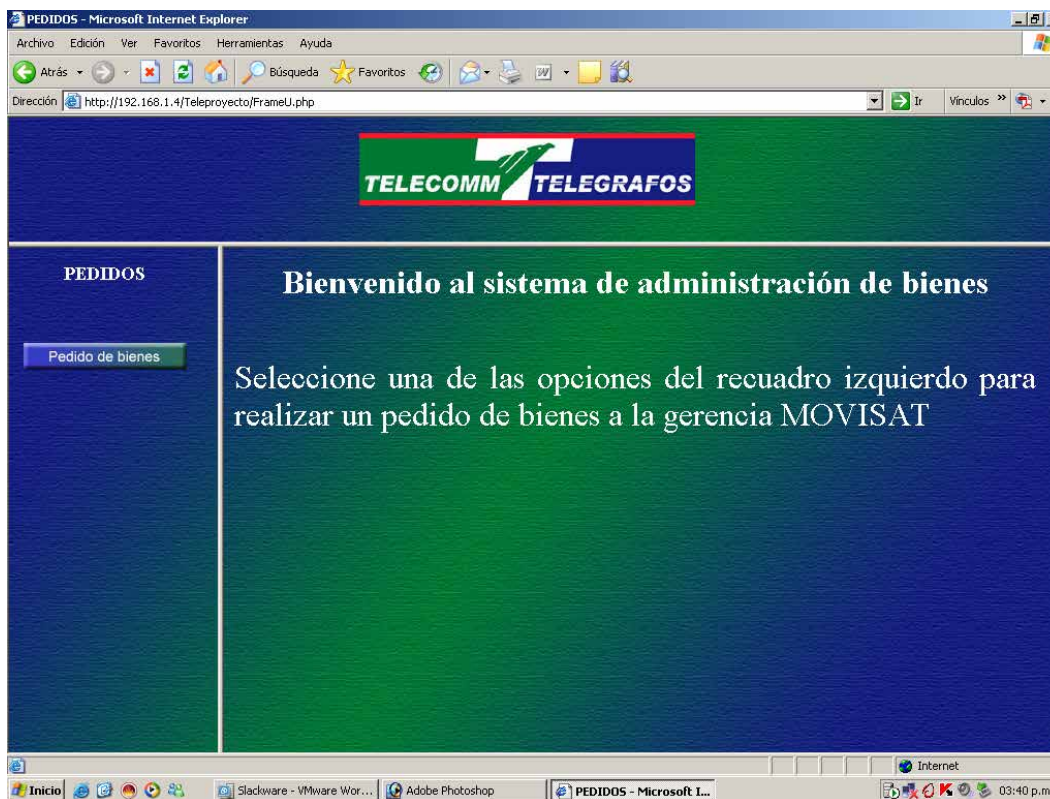 PEDIDOS - Microsoft Internet Explorer
Archivo Edición Ver Favoritos Herramientas Ayuda
Atrás Búsqueda Favoritos
Dirección http://192.168.1.4/Teleproyecto/FrameU.php Ir Vínculos »
TELECOMM TELEGRAFOS
PEDIDOS
Pedido de bienes
Bienvenido al sistema de administración de bienes
Seleccione una de las opciones del recuadro izquierdo para
realizar un pedido de bienes a la gerencia MOVISAT
Internet
Inicio Slackware - VMware Wor... Adobe Photoshop PEDIDOS - Microsoft I... 03:40 p.m